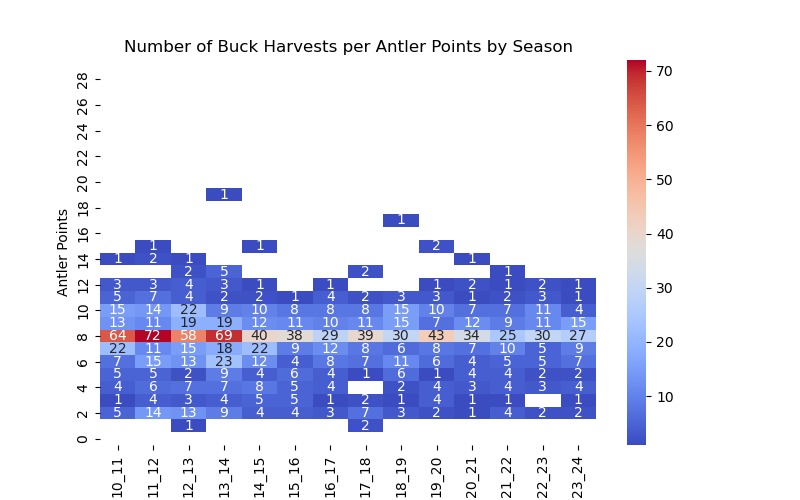 Number of Buck Harvests per Antler Points by Season
Antler Points
28
26
24
22
20
1
18
1
16
1 1 2
14 1 2 1 1
2 5 2 1
12 3 3 4 3 1 1 1 2 1 2 1
5 7 4 2 2 1 4 2 3 3 1 2 3 1
10 15 14 22 9 10 8 8 8 15 10 7 7 11 4
13 11 19 19 12 11 10 11 15 7 12 9 11 15
8 64 72 58 69 40 38 29 39 30 43 34 25 30 27
22 11 15 18 22 9 12 8 6 8 7 10 5 9
6 7 15 13 23 12 4 8 7 11 6 4 5 5 7
5 5 2 9 4 6 4 1 6 1 4 4 2 2
4 4 6 7 7 8 5 4 2 4 3 4 3 4
1 4 3 4 5 5 1 2 1 4 1 1 1
2 5 14 13 9 4 4 3 7 3 2 1 4 2 2
1 2
0
10_11 11_12 12_13 13_14 14_15 15_16 16_17 17_18 18_19 19_20 20_21 21_22 22_23 23_24
70
60
50
40
30
20
10